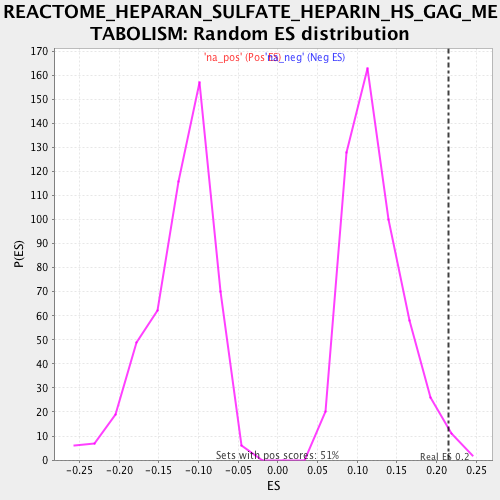 REACTOME_HEPARAN_SULFATE_HEPARIN_HS_GAG_ME
TABOLISM: Random ES distribution
'na_pos' (Pos ES) 'na_neg' (Neg ES)
170
160
150
140
130
120
110
100
90
80
70
60
50
40
30
20
10
0
P(ES)
Sets with pos scores: 51%
Real ES 0.2
-0.25 -0.20 -0.15 -0.10 -0.05 0.00 0.05 0.10 0.15 0.20 0.25
ES